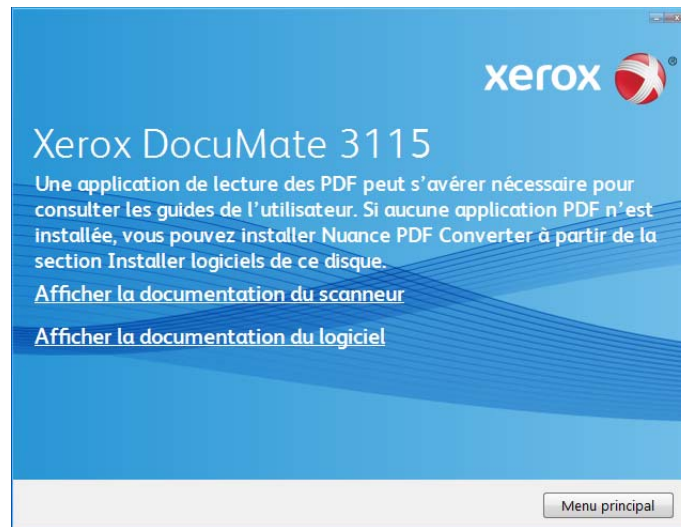 xerox ®
Xerox DocuMate 3115
Une application de lecture des PDF peut s’avérer nécessaire pour
consulter les guides de l’utilisateur. Si aucune application PDF n’est
installée, vous pouvez installer Nuance PDF Converter à partir de la
section Installer logiciels de ce disque.
Afficher la documentation du scanneur
Afficher la documentation du logiciel
Menu principal